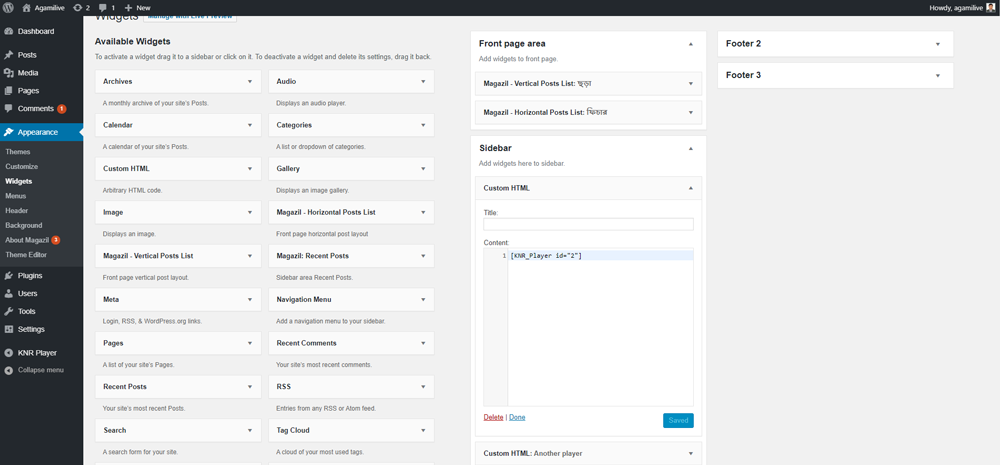 Agamilive 2 1 + New Howdy, agamilive
Dashboard
Posts
Media
Pages
Comments 1
Appearance
Themes
Customize
Widgets
Menus
Header
Background
About Magazil 3
Theme Editor
Plugins
Users
Tools
Settings
KNR Player
Collapse menu
Widgets Manage with Live Preview
Available Widgets
To activate a widget drag it to a sidebar or click on it. To deactivate a widget and delete its settings, drag it back.
Archives
A monthly archive of your site's Posts.
Audio
Displays an audio player.
Calendar
A calendar of your site's Posts.
Categories
A list or dropdown of categories.
Custom HTML
Arbitrary HTML code.
Gallery
Displays an image gallery.
Image
Displays an image.
Magazil - Horizontal Posts List
Front page horizontal post layout
Magazil - Vertical Posts List
Front page vertical post layout.
Magazil: Recent Posts
Sidebar area Recent Posts.
Meta
Login, RSS, & WordPress.org links.
Navigation Menu
Add a navigation menu to your sidebar.
Pages
A list of your site's Pages.
Recent Comments
Your site's most recent comments.
Recent Posts
Your site's most recent Posts.
RSS
Entries from any RSS or Atom feed.
Search
A search form for your site.
Tag Cloud
A cloud of your most used tags.
Front page area
Add widgets to front page.
Magazil - Vertical Posts List: ছড়া
Magazil - Horizontal Posts List: ফিচার
Sidebar
Add widgets here to sidebar
Custom HTML
Title:
Content:
1 [KNR_Player id="2"]
Delete | Done Saved
Custom HTML: Another player
Footer 2
Footer 3